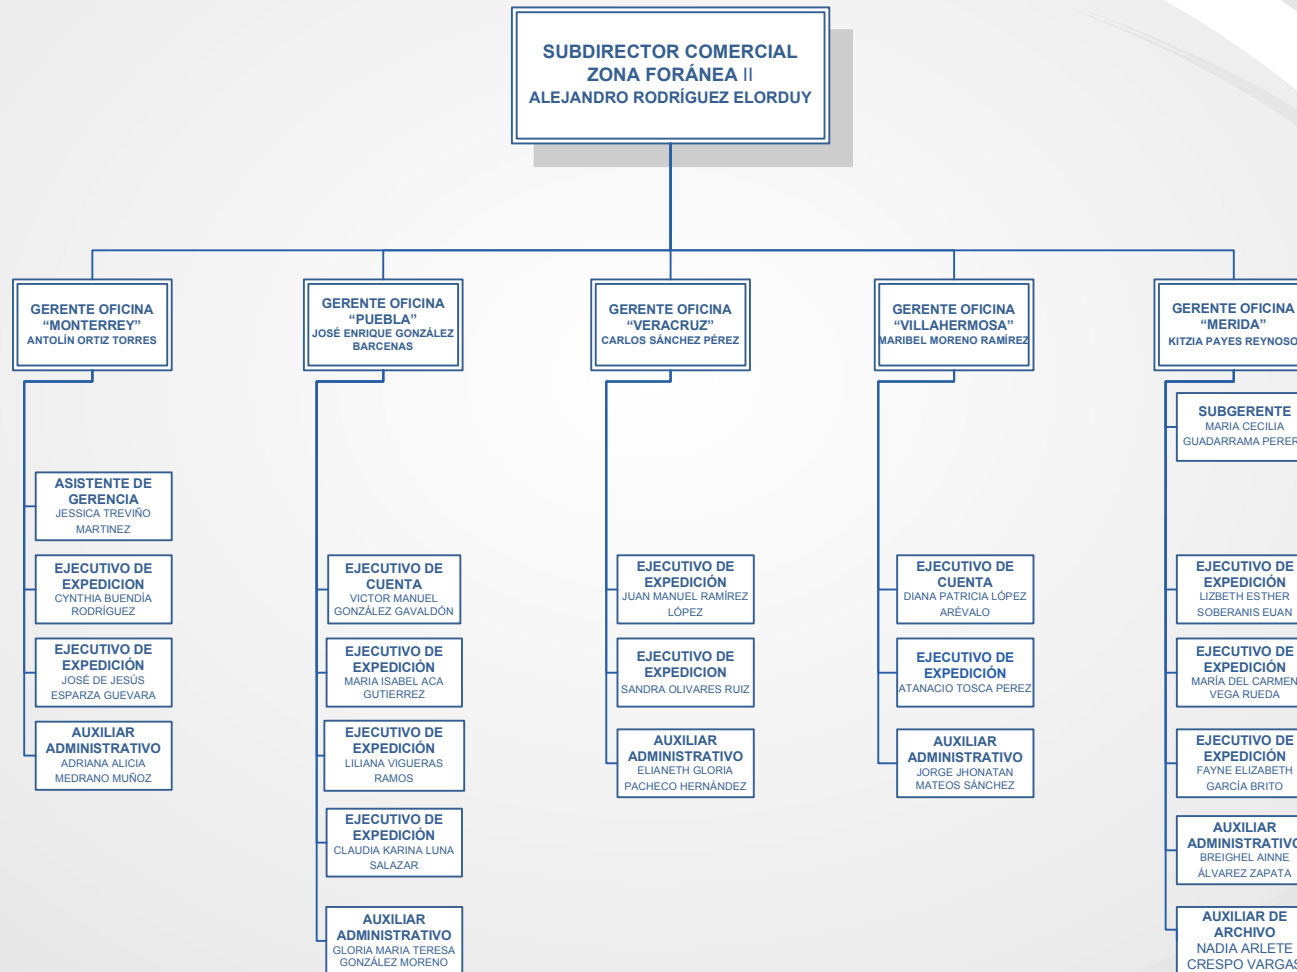 SUBDIRECTOR COMERCIAL
ZONA FORÁNEA II
ALEJANDRO RODRÍGUEZ ELORDUY
GERENTE OFICINA
“MONTERREY”
ANTOLÍN ORTIZ TORRES
ASISTENTE DE
GERENCIA
JESSICA TREVIÑO
MARTINEZ
EJECUTIVO DE
EXPEDICION
CYNTHIA BUENDÍA
RODRÍGUEZ
EJECUTIVO DE
EXPEDICIÓN
JOSÉ DE JESÚS
ESPARZA GUEVARA
AUXILIAR
ADMINISTRATIVO
ADRIANA ALICIA
MEDRANO MUÑOZ
GERENTE OFICINA
“PUEBLA”
JOSÉ ENRIQUE GONZÁLEZ
BARCENAS
EJECUTIVO DE
CUENTA
VICTOR MANUEL
GONZÁLEZ GAVALDÓN
EJECUTIVO DE
EXPEDICIÓN
MARIA ISABEL ACA
GUTIERREZ
EJECUTIVO DE
EXPEDICIÓN
LILIANA VIGUERAS
RAMOS
EJECUTIVO DE
EXPEDICIÓN
CLAUDIA KARINA LUNA
SALAZAR
AUXILIAR
ADMINISTRATIVO
GLORIA MARIA TERESA
GONZÁLEZ MORENO
GERENTE OFICINA
“VERACRUZ”
CARLOS SÁNCHEZ PÉREZ
EJECUTIVO DE
EXPEDICIÓN
JUAN MANUEL RAMÍREZ
LÓPEZ
EJECUTIVO DE
EXPEDICION
SANDRA OLIVARES RUIZ
AUXILIAR
ADMINISTRATIVO
ELIANETH GLORIA
PACHECO HERNÁNDEZ
GERENTE OFICINA
“VILLAHERMOSA”
MARIBEL MORENO RAMÍREZ
EJECUTIVO DE
CUENTA
DIANA PATRICIA LÓPEZ
ARÉVALO
EJECUTIVO DE
EXPEDICIÓN
ATANACIO TOSCA PEREZ
AUXILIAR
ADMINISTRATIVO
JORGE JHONATAN
MATEOS SÁNCHEZ
GERENTE OFICINA
“MERIDA”
KITZIA PAYES REYNOSO
SUBGERENTE
MARIA CECILIA
GUADARRAMA PERER
EJECUTIVO DE
EXPEDICIÓN
LIZBETH ESTHER
SOBERANIS EUAN
EJECUTIVO DE
EXPEDICIÓN
MARÍA DEL CARMEN
VEGA RUEDA
EJECUTIVO DE
EXPEDICIÓN
FAYNE ELIZABETH
GARCÍA BRITO
AUXILIAR
ADMINISTRATIVO
BREIGHEL AINNE
ÁLVAREZ ZAPATA
AUXILIAR DE
ARCHIVO
NADIA ARLETE
CRESPO VARGAS